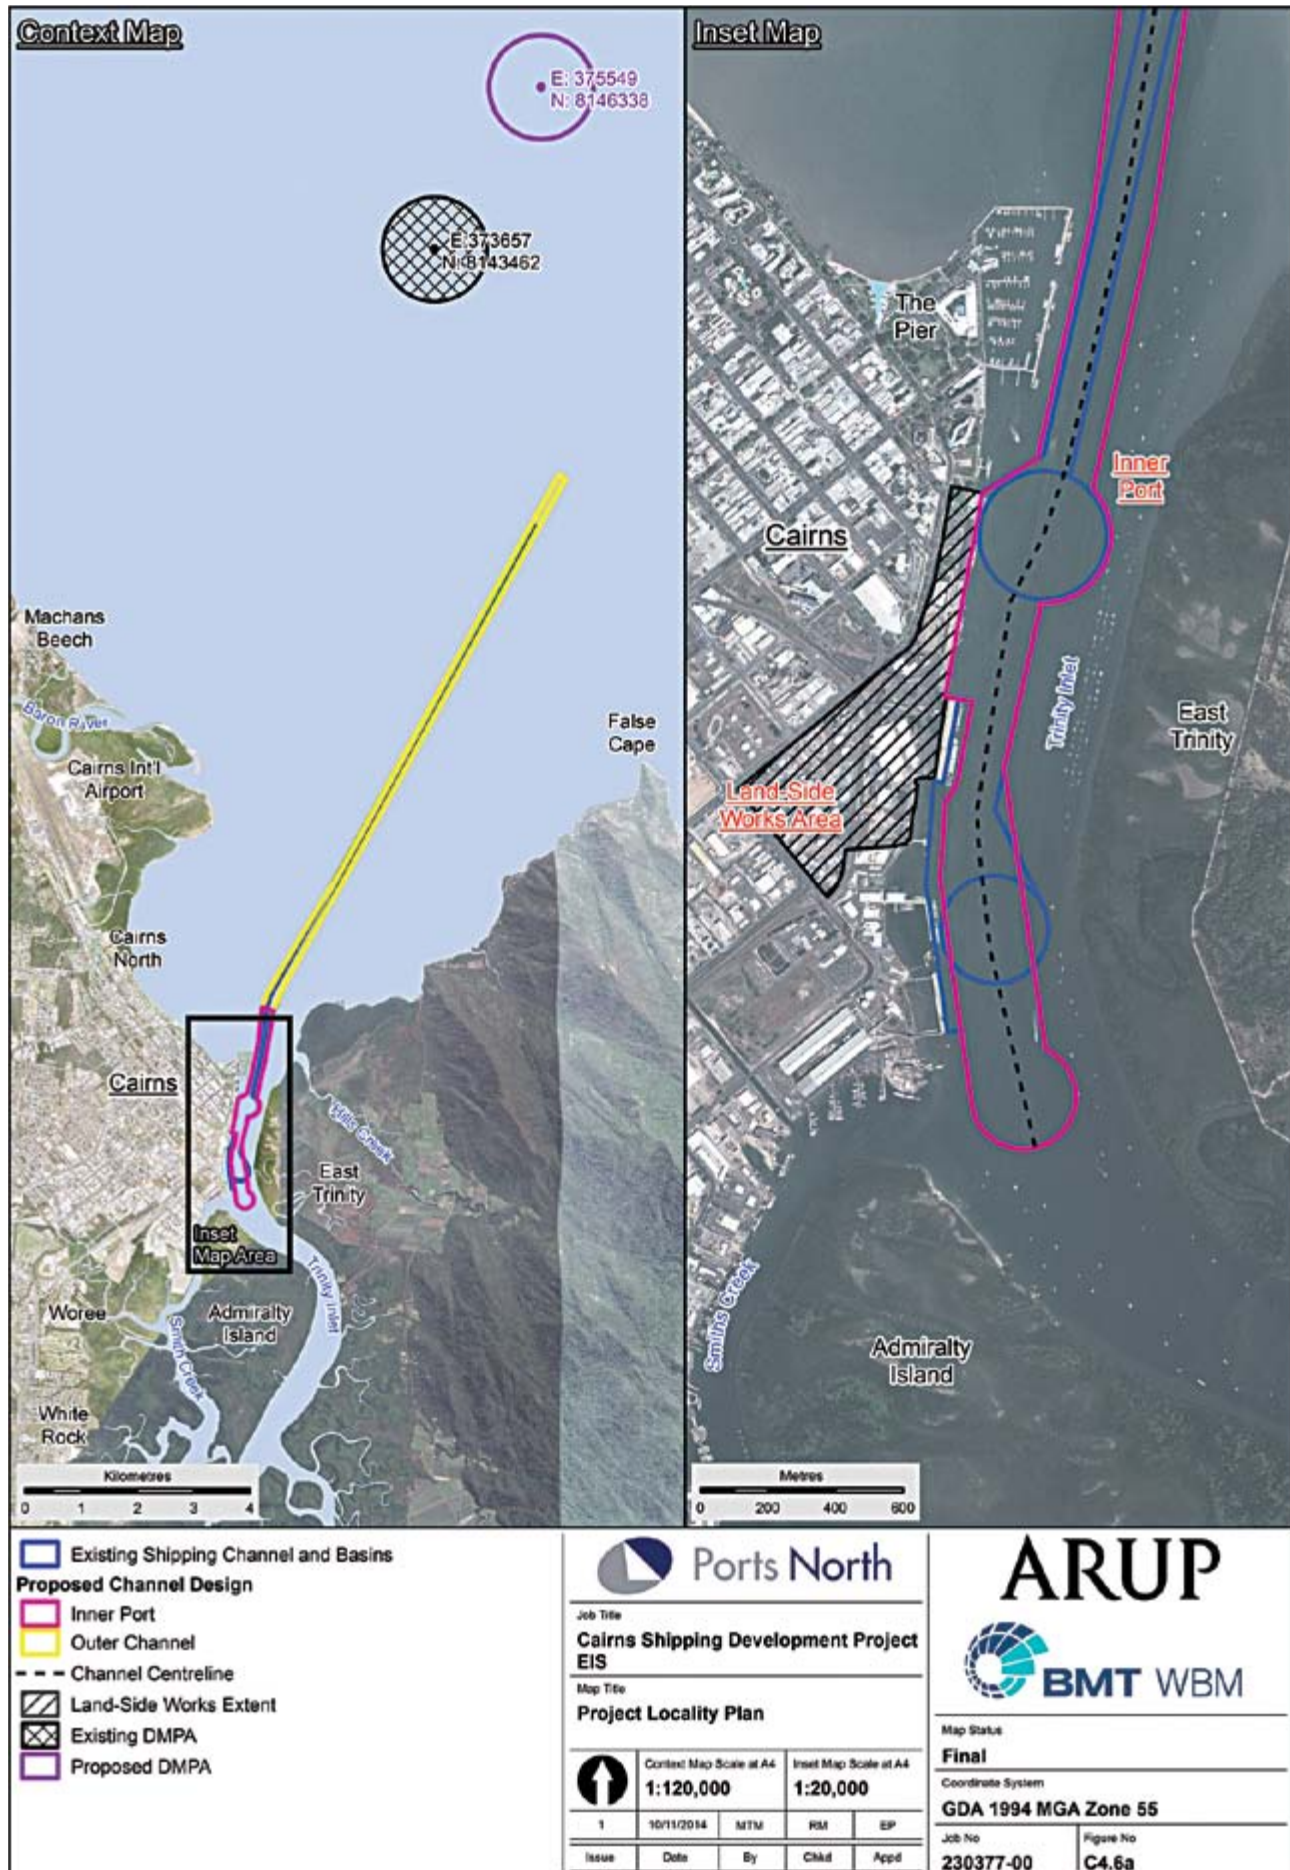 Context Map
E: 375549
N: 8146338
E:373657
N: 8143462
Machans
Beech
Baron River
Cairns Int'l
Airport
False
Cape
Cairns
North
Cairns
Hills Creek
East
Trinity
Inset
Map Area
Trinity Inlet
Woree
Admiralty
Island
Smith Creek
White
Rock
Kilometres
0 1 2 4
Inset Map
The
Pier
Inner
Port
Cairns
Trinity Inlet
East
Trinity
Land-Side
Works Area
Smiths Creek
Admiralty
Island
Metres
0 200 400 600
Existing Shipping Channel and Basins
Proposed Channel Design
Inner Port
Outer Channel
Channel Centreline
Land-Side Works Extent
Existing DMPA
Proposed DMPA
Ports North
Job Title
Cairns Shipping Development Project
EIS
Map Title
Project Locality Plan
Context Map Scale at A4
1:120,000
Inset Map Scale at A4
1:20,000
1 10/11/2014 MTM RM EP
Issue Date By Chkd Appd
ARUP
BMT WBM
Map Status
Final
Coordinate System
GDA 1994 MGA Zone 55
Job No
230377-00
Figure No
C4.6a